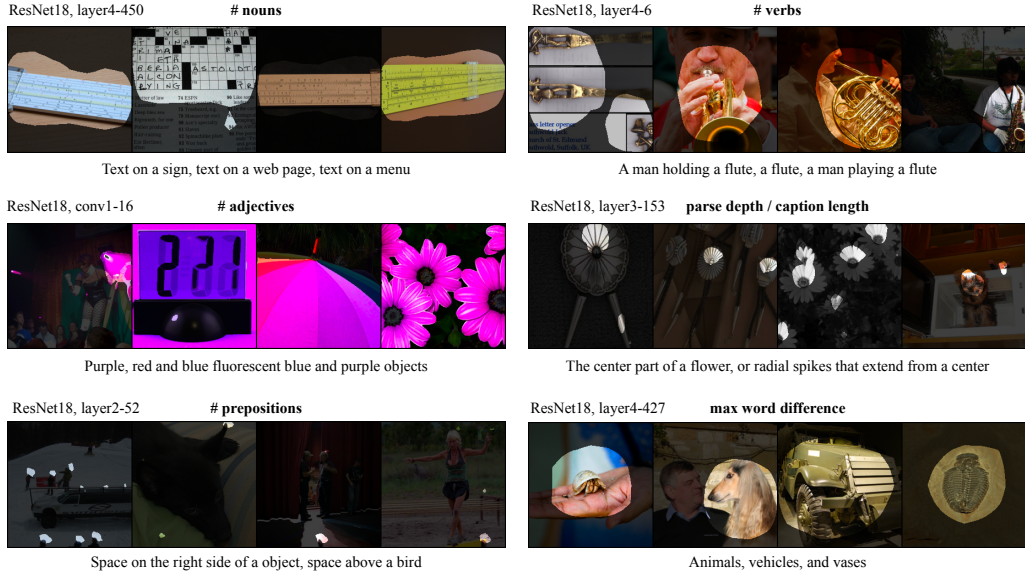 ResNet18, layer4-450 # nouns
Text on a sign, text on a web page, text on a menu
ResNet18, layer4-6 # verbs
A man holding a flute, a flute, a man playing a flute
ResNet18, conv1-16 # adjectives
221
Purple, red and blue fluorescent blue and purple objects
ResNet18, layer3-153 parse depth / caption length
The center part of a flower, or radial spikes that extend from a center
ResNet18, layer2-52 # prepositions
Space on the right side of a object, space above a bird
ResNet18, layer4-427 max word difference
Animals, vehicles, and vases